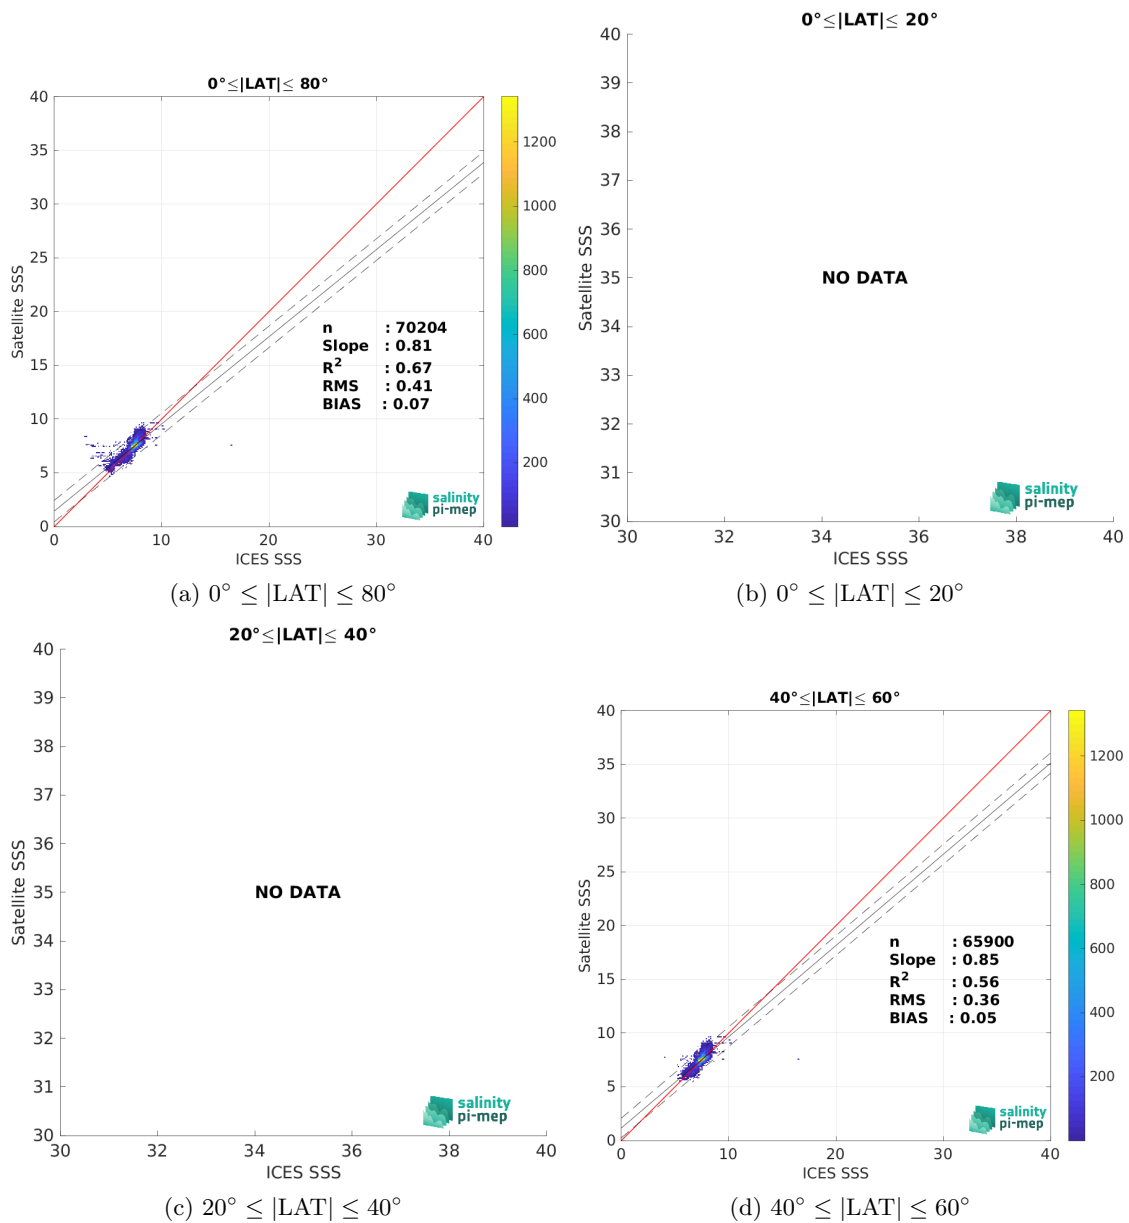 0°≤|LAT|≤ 80°
40
35
30
25
20
15
10
5
0
0
10
20
30
40
Satellite SSS
ICES SSS
n : 70204
Slope : 0.81
R² : 0.67
RMS : 0.41
BIAS : 0.07
1200
1000
800
600
400
200
salinity
pi-mep
(a) 0° ≤ |LAT| ≤ 80°
0°≤|LAT|≤ 20°
40
39
38
37
36
35
34
33
32
31
30
30
32
34
36
38
40
Satellite SSS
ICES SSS
NO DATA
salinity
pi-mep
(b) 0° ≤ |LAT| ≤ 20°
20°≤|LAT|≤ 40°
40
39
38
37
36
35
34
33
32
31
30
30
32
34
36
38
40
Satellite SSS
ICES SSS
NO DATA
salinity
pi-mep
(c) 20° ≤ |LAT| ≤ 40°
40°≤|LAT|≤ 60°
40
35
30
25
20
15
10
5
0
0
10
20
30
40
Satellite SSS
ICES SSS
n : 65900
Slope : 0.85
R² : 0.56
RMS : 0.36
BIAS : 0.05
1200
1000
800
600
400
200
salinity
pi-mep
(d) 40° ≤ |LAT| ≤ 60°